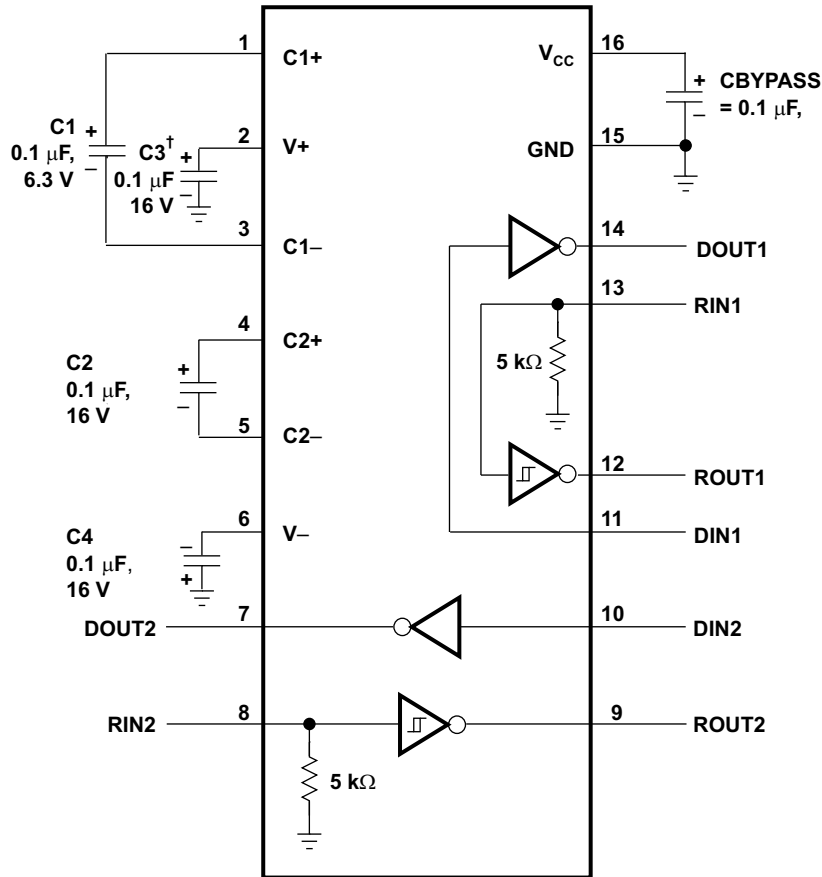 1
C1+
VCC
16
+
CBYPASS
= 0.1 μF,
–
C1
0.1 μF,
6.3 V
+
–
2
V+
C3†
0.1 μF
16 V
+
–
15
GND
3
C1–
14
DOUT1
13
RIN1
5 kΩ
4
C2+
C2
0.1 μF,
16 V
+
–
5
C2–
12
ROUT1
11
DIN1
6
V–
C4
0.1 μF,
16 V
–
+
DOUT2
7
10
DIN2
RIN2
8
9
ROUT2
5 kΩ